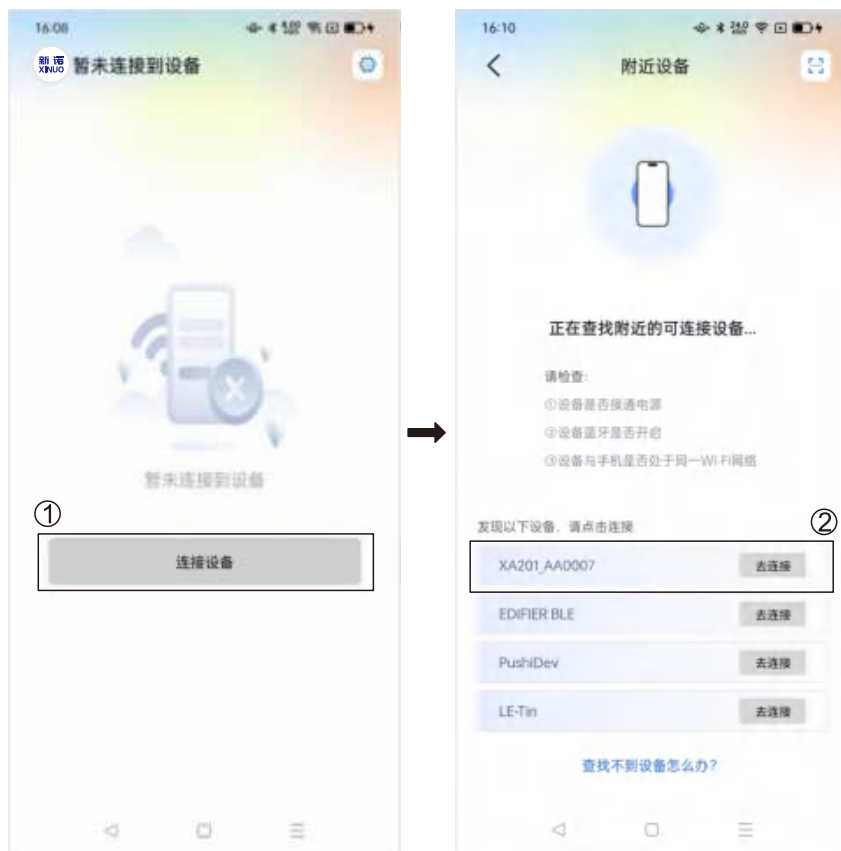 16:08
新诺
XINUO
暂未连接到设备
暂未连接到设备
①
连接设备
16:10
附近设备
正在查找附近的可连接设备...
请检查:
①设备是否接通电源
②设备蓝牙是否开启
③设备与手机是否处于同一Wi-Fi网络
发现以下设备,请点击连接
②
XA201_AA0007 去连接
EDIFIER BLE 去连接
PushiDev 去连接
LE-Tin 去连接
查找不到设备怎么办?